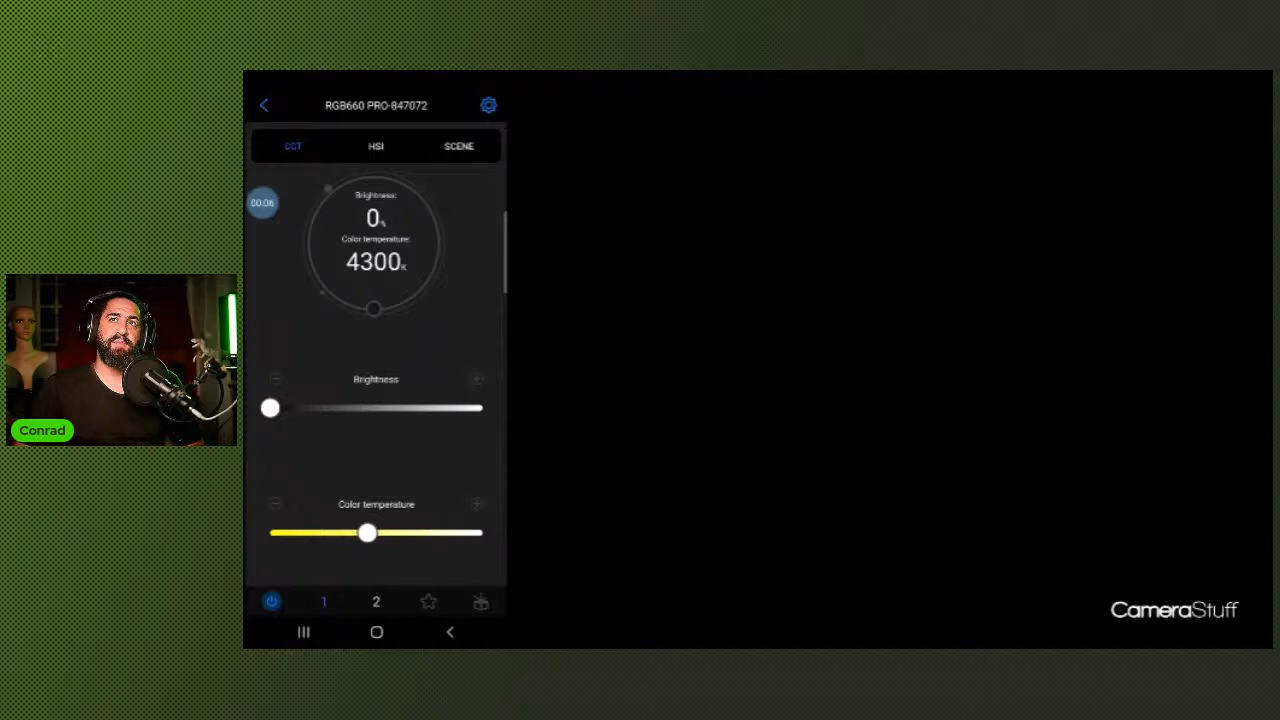 RGB660 PRO-847072
CCT HSI SCENE
00:06
Brightness:
0%
Color temperature:
4300K
Brightness
Color temperature
1 2
Conrad
CameraStuff